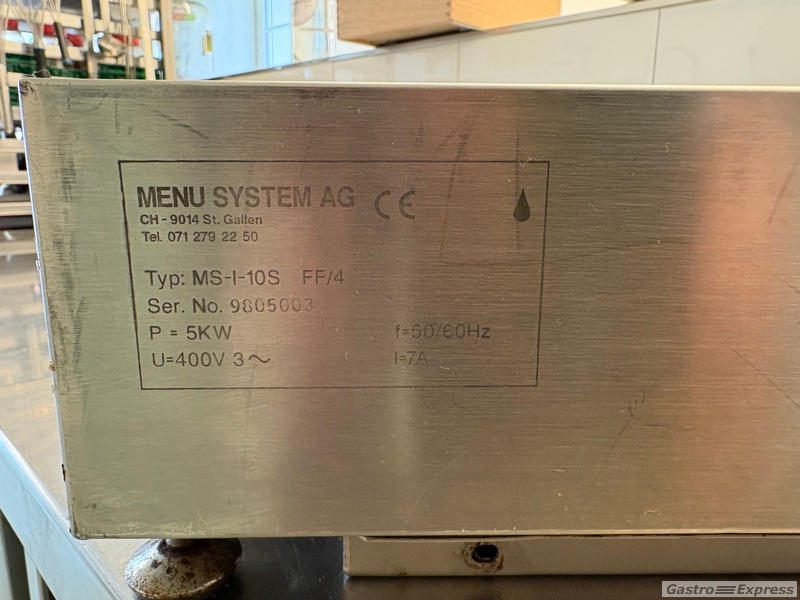 MENU SYSTEM AG CE
CH - 9014 St. Gallen
Tel. 071 279 22 50
Typ: MS-I-10S FF/4
Ser. No. 9805003
P = 5KW f=50/60Hz
U=400V 3~ I=7A
Gastro Express